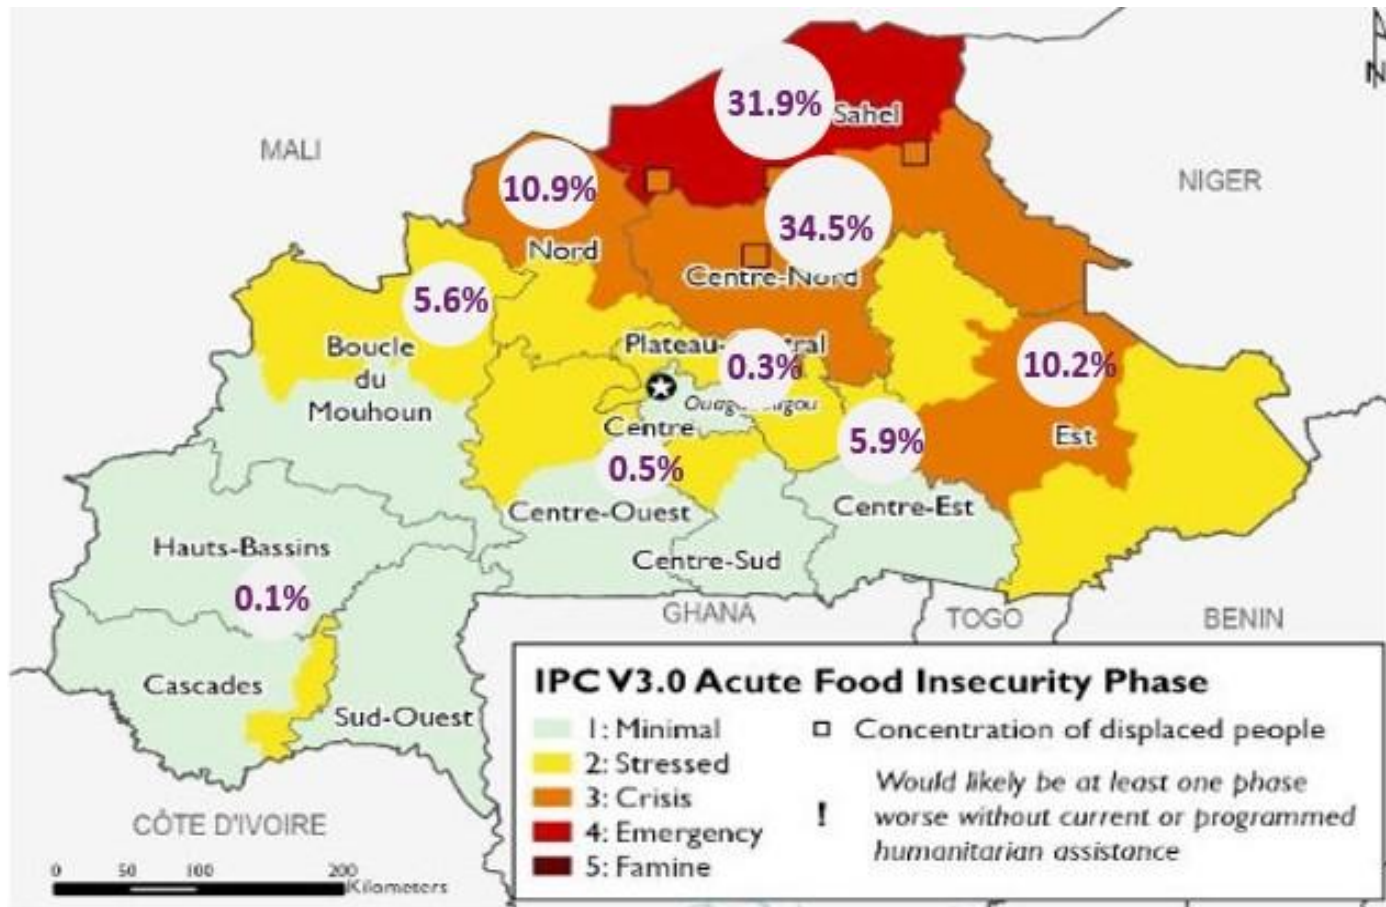 N
31.9%
Sahel
MALI
10.9%
NIGER
34.5%
Nord
Centre-Nord
5.6%
Boucle
du
Mouhoun
0.3%
10.2%
Centre
5.9%
Est
0.5%
Centre-Ouest
Centre-Est
Hauts-Bassins
Centre-Sud
0.1%
GHANA
TOGO
BENIN
Cascades
Sud-Ouest
CÔTE D'IVOIRE
0 50 100 200
Kilometers
IPC V3.0 Acute Food Insecurity Phase
1: Minimal
2: Stressed
3: Crisis
4: Emergency
5: Famine
Concentration of displaced people
! Would likely be at least one phase
worse without current or programmed
humanitarian assistance